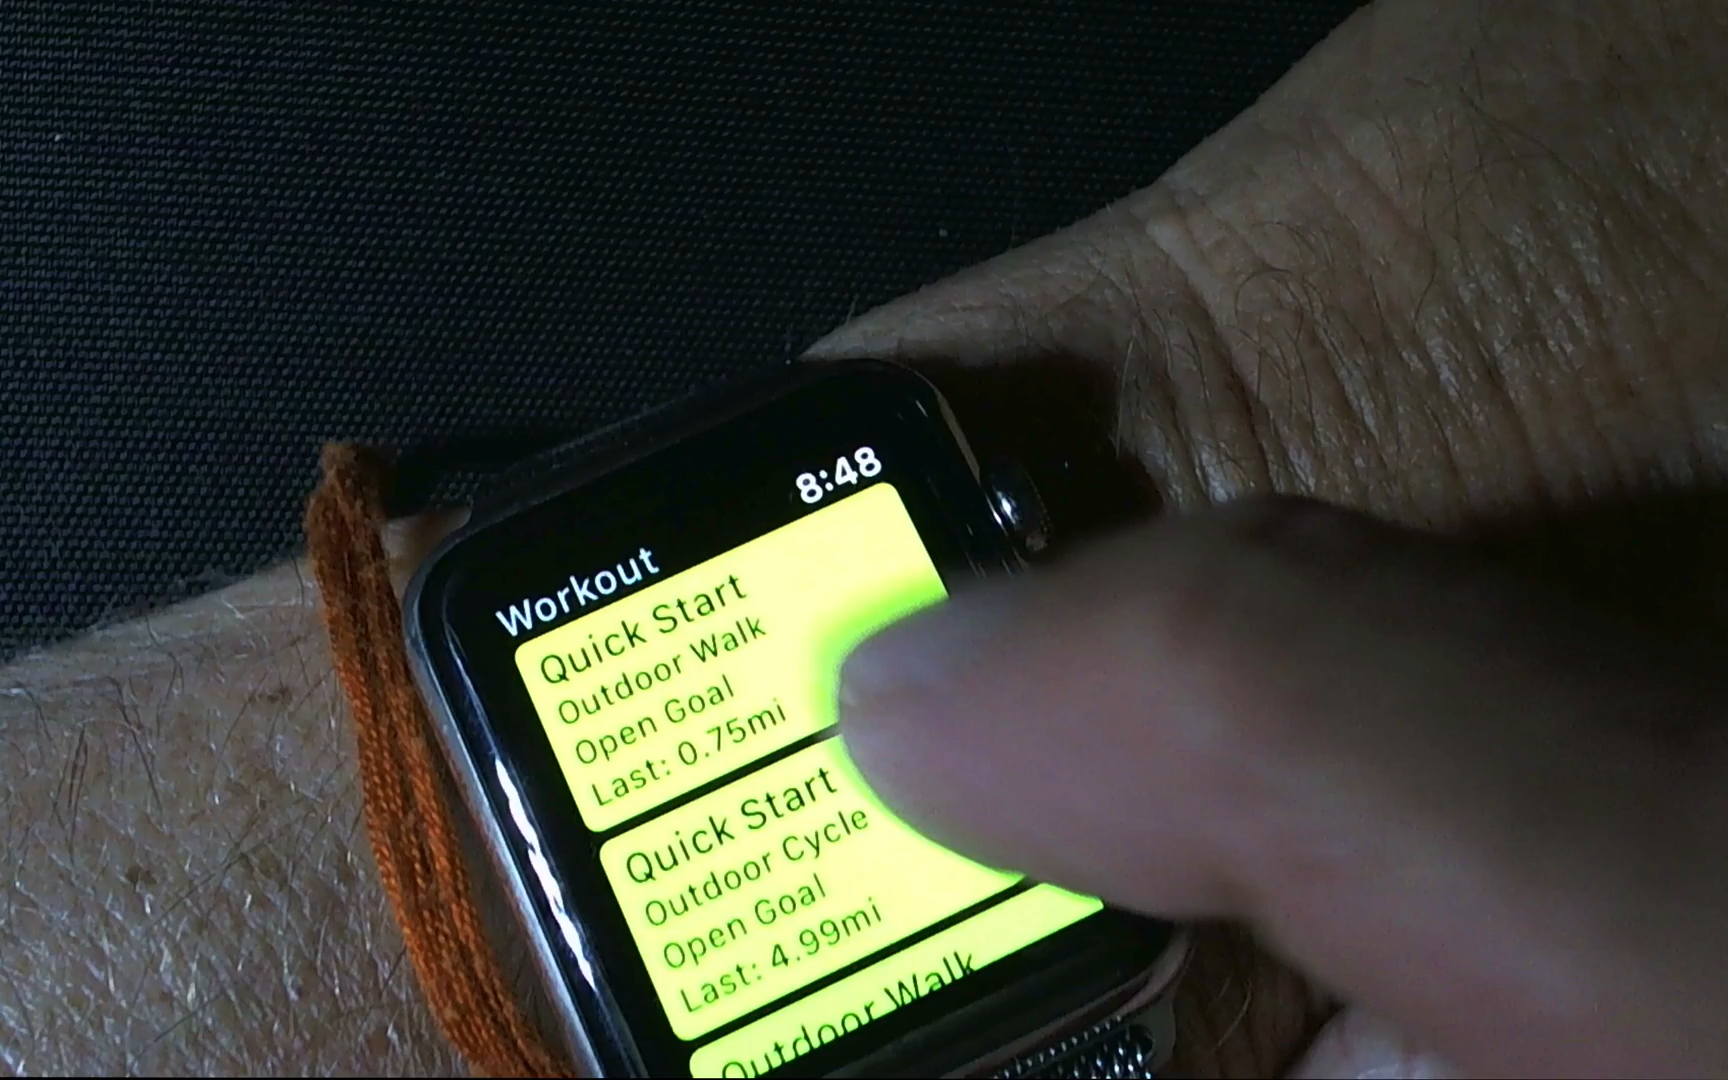 8:48
Workout
Quick Start
Outdoor Walk
Open Goal
Last: 0.75mi
Quick Start
Outdoor Cycle
Open Goal
Last: 4.99mi
Outdoor Walk